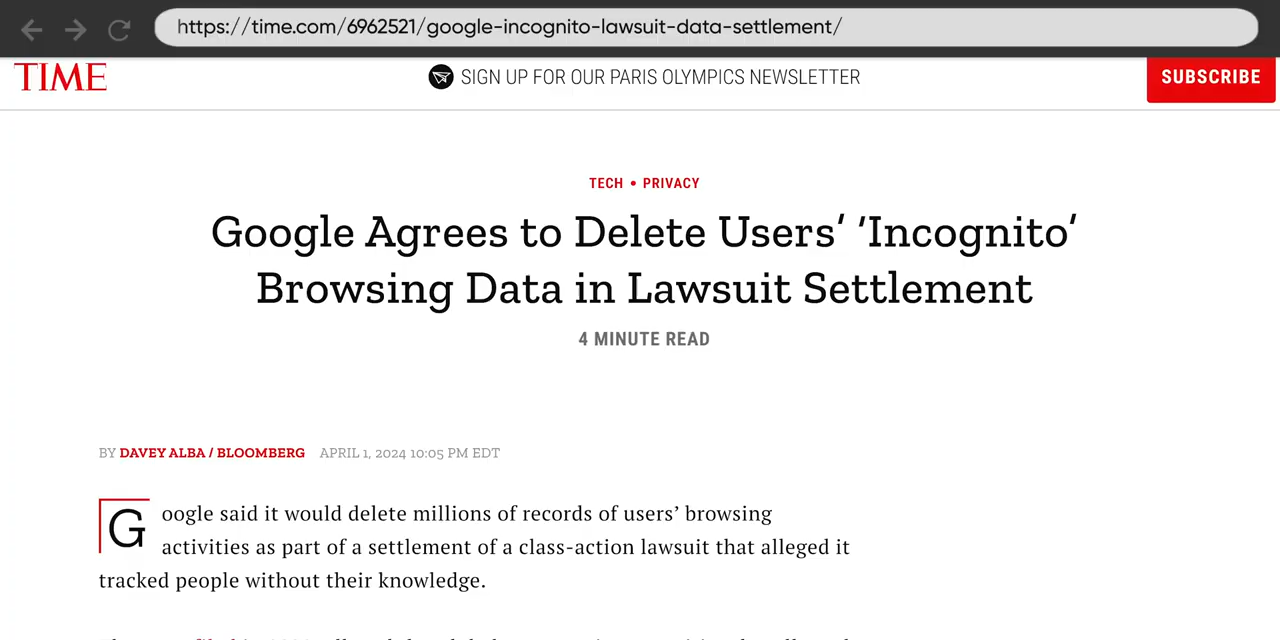 https://time.com/6962521/google-incognito-lawsuit-data-settlement/
TIME
SIGN UP FOR OUR PARIS OLYMPICS NEWSLETTER
SUBSCRIBE
TECH • PRIVACY
Google Agrees to Delete Users’ ‘Incognito’
Browsing Data in Lawsuit Settlement
4 MINUTE READ
BY DAVEY ALBA / BLOOMBERG APRIL 1, 2024 10:05 PM EDT
Google said it would delete millions of records of users’ browsing
activities as part of a settlement of a class-action lawsuit that alleged it
tracked people without their knowledge.